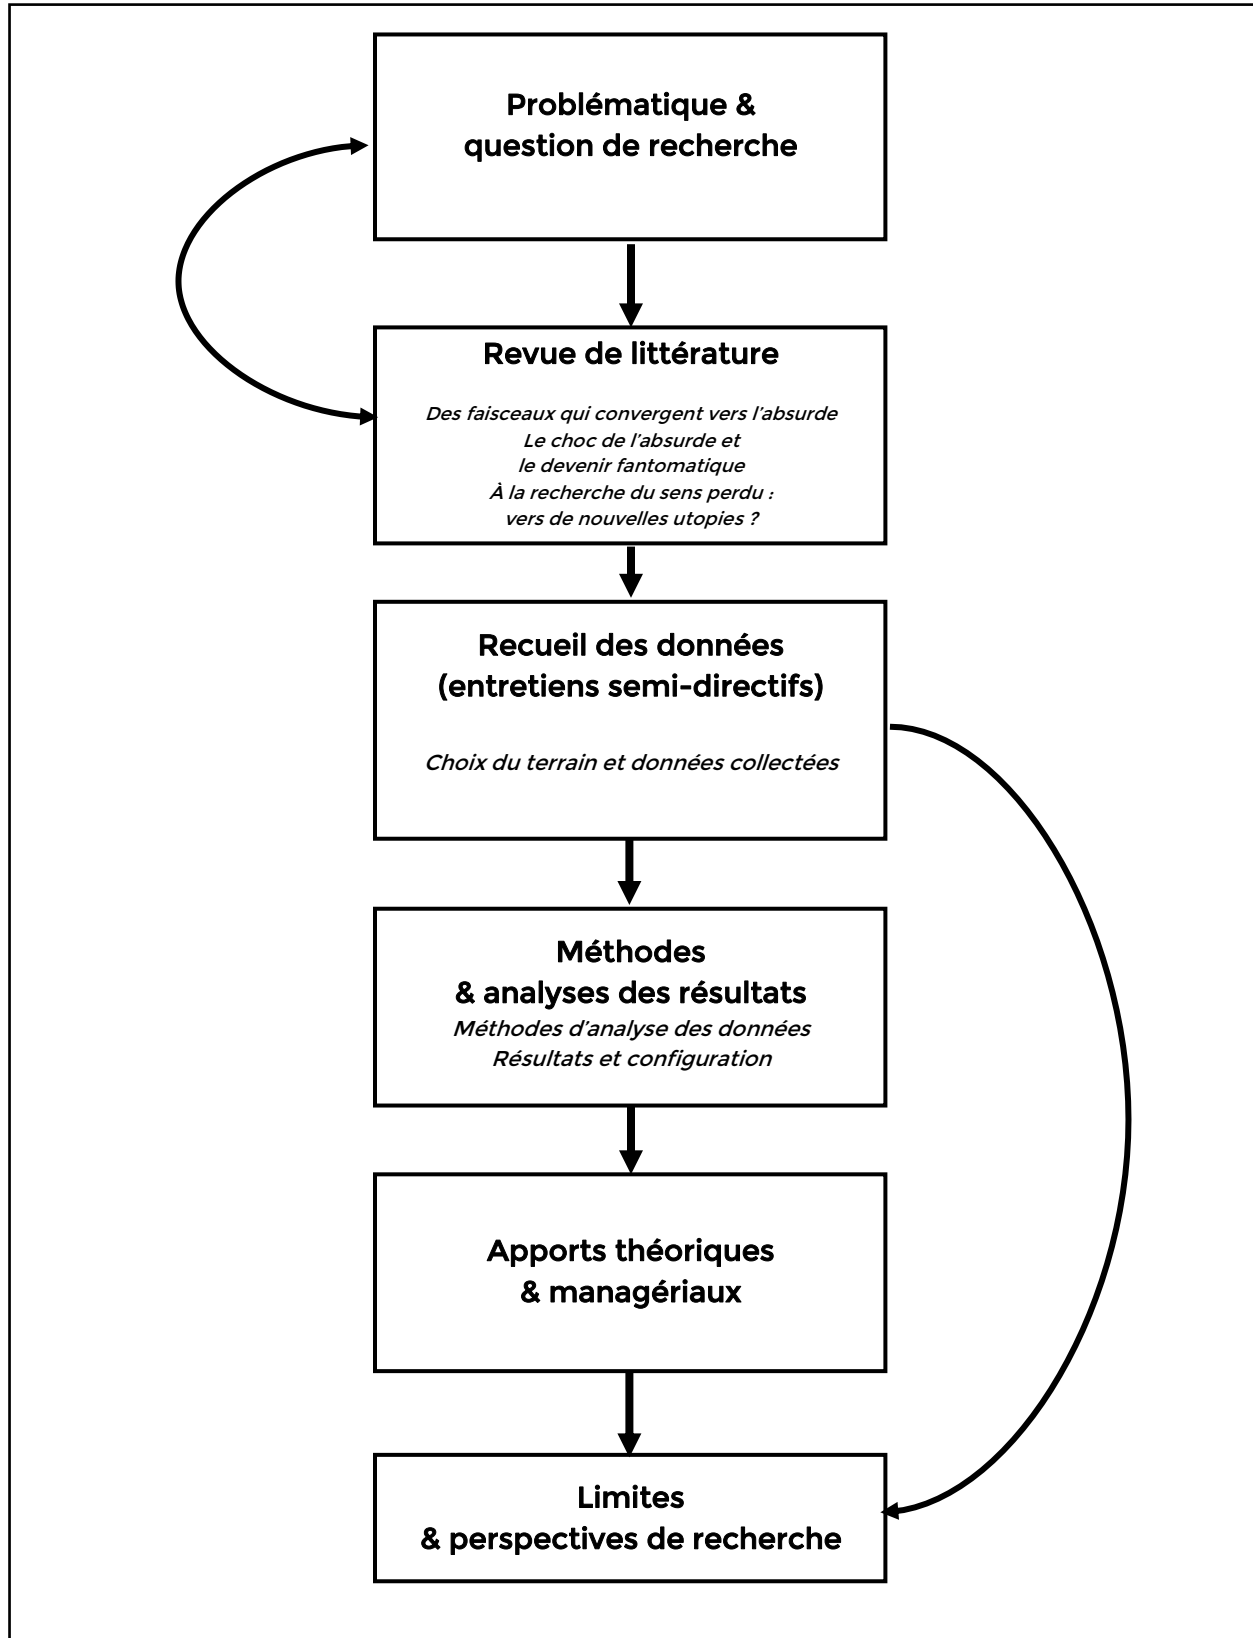 Problématique &
question de recherche
Revue de littérature
Des faisceaux qui convergent vers l'absurde
Le choc de l'absurde et
le devenir fantomatique
À la recherche du sens perdu :
vers de nouvelles utopies ?
Recueil des données
(entretiens semi-directifs)
Choix du terrain et données collectées
Méthodes
& analyses des résultats
Méthodes d'analyse des données
Résultats et configuration
Apports théoriques
& managériaux
Limites
& perspectives de recherche